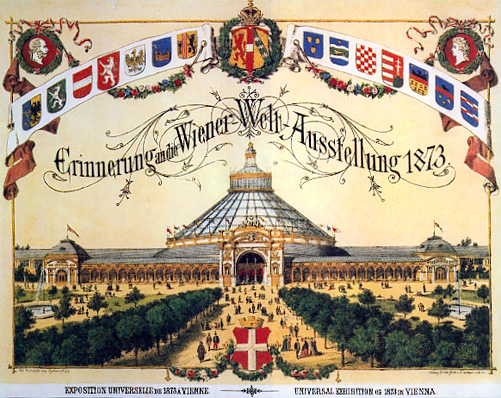 Erinnerung an die Wiener Welt-Ausstellung 1873.
EXPOSITION UNIVERSELLE DE 1873 À VIENNE. UNIVERSAL EXHIBITION OF 1873 IN VIENNA.